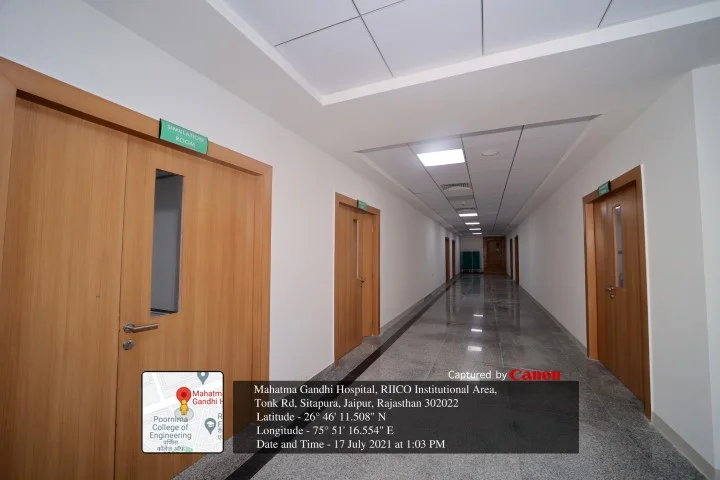 SIMULATION
ROOM
Captured by Canon
Mahatma Gandhi Hospital, RIICO Institutional Area,
Tonk Rd, Sitapura, Jaipur, Rajasthan 302022
Latitude - 26° 46' 11.508" N
Longitude - 75° 51' 16.554" E
Date and Time - 17 July 2021 at 1:03 PM
Mahatm
Gandhi H
Poornima
College of
Engineering